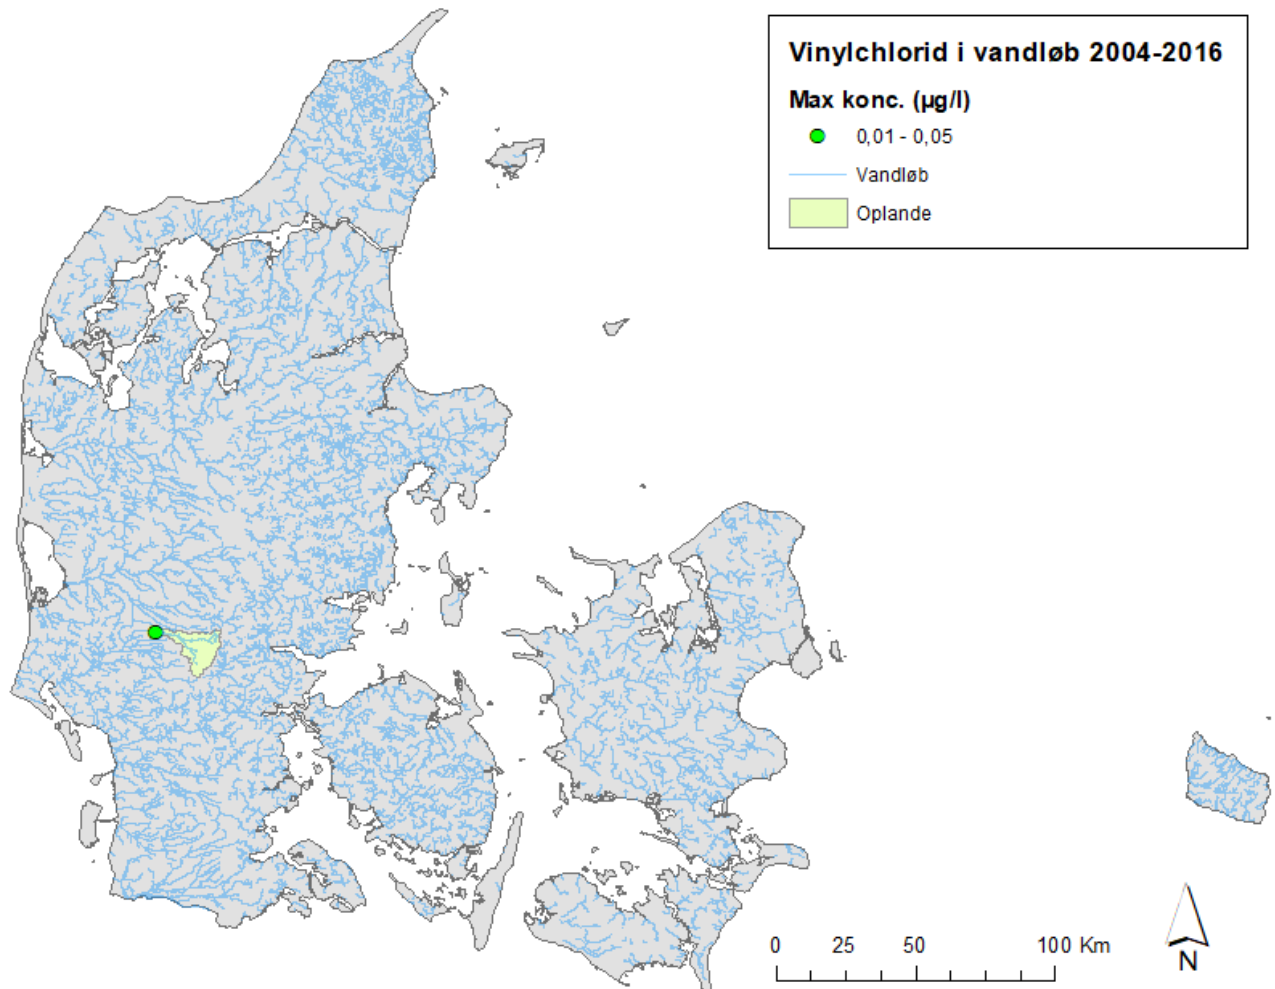 Vinylchlorid i vandløb 2004-2016
Max konc. (µg/l)
0,01 - 0,05
Vandløb
Oplande
0 25 50 100 Km
N